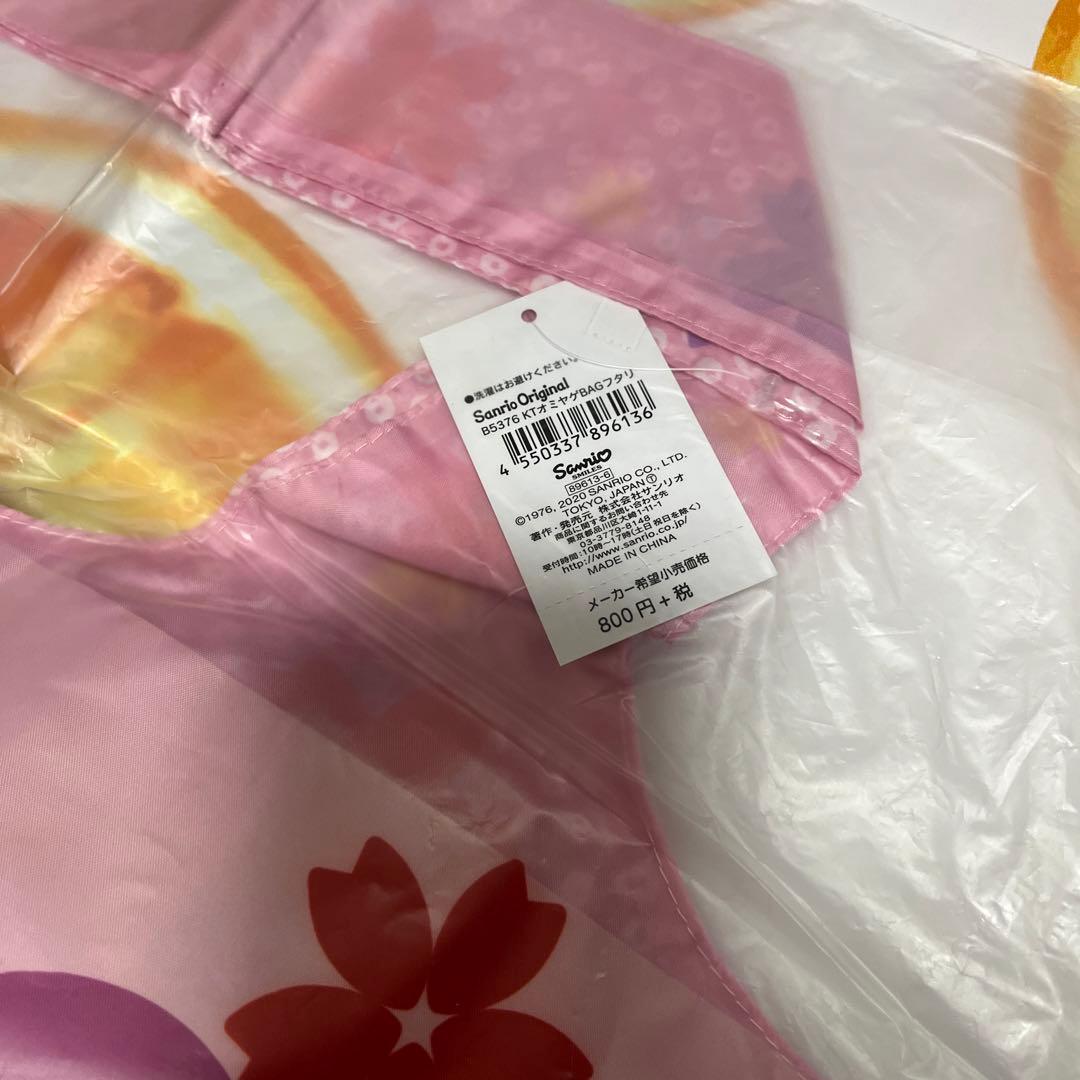 ●洗濯はお避けください。
Sanrio Original
B5376 KTオミヤゲBAGフタリ
4 550337 896136
Sanrio
SMILES
89613-6
©1976, 2020 SANRIO CO., LTD.
TOKYO, JAPAN Ⓣ
著作・発売元 株式会社サンリオ
商品に関するお問い合わせ先
東京都品川区大崎1-11-1
03-3779-8148
受付時間:10時~17時(土日祝日を除く)
http://www.sanrio.co.jp/
MADE IN CHINA
メーカー希望小売価格
800円+税